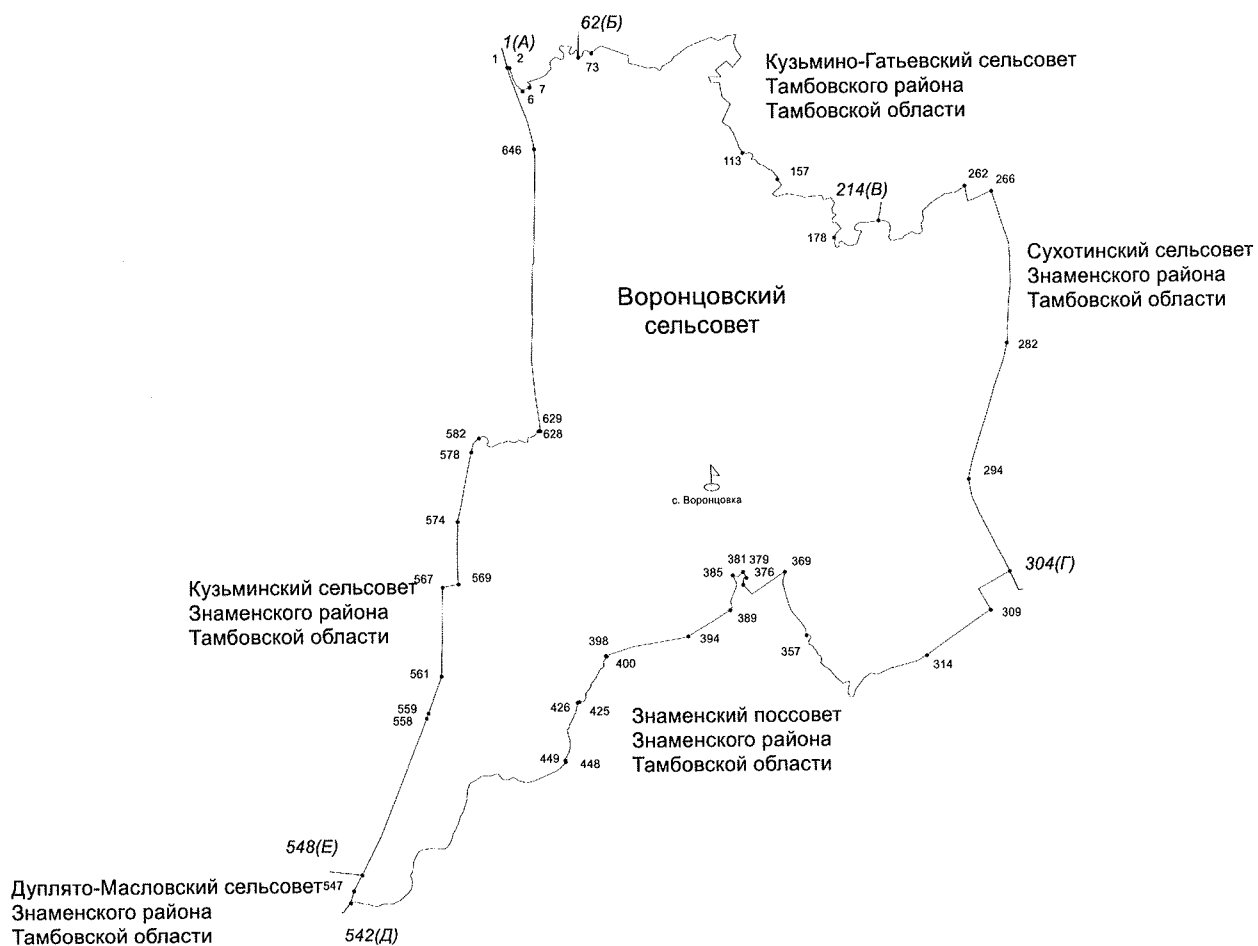 62(Б)
1(А)
1
2
73
7
6
Кузьмино-Гатьевский сельсовет
Тамбовского района
Тамбовской области
646
113
157
214(В)
262
266
178
Сухотинский сельсовет
Знаменского района
Тамбовской области
Воронцовский
сельсовет
282
629
582
628
578
294
с. Воронцовка
574
381
379
369
385
376
304(Г)
567
569
Кузьминский сельсовет
Знаменского района
Тамбовской области
389
309
398
394
357
400
314
561
559
558
426
425
Знаменский поссовет
Знаменского района
Тамбовской области
449
448
548(Е)
547
Дуплято-Масловский сельсовет
Знаменского района
Тамбовской области
542(Д)